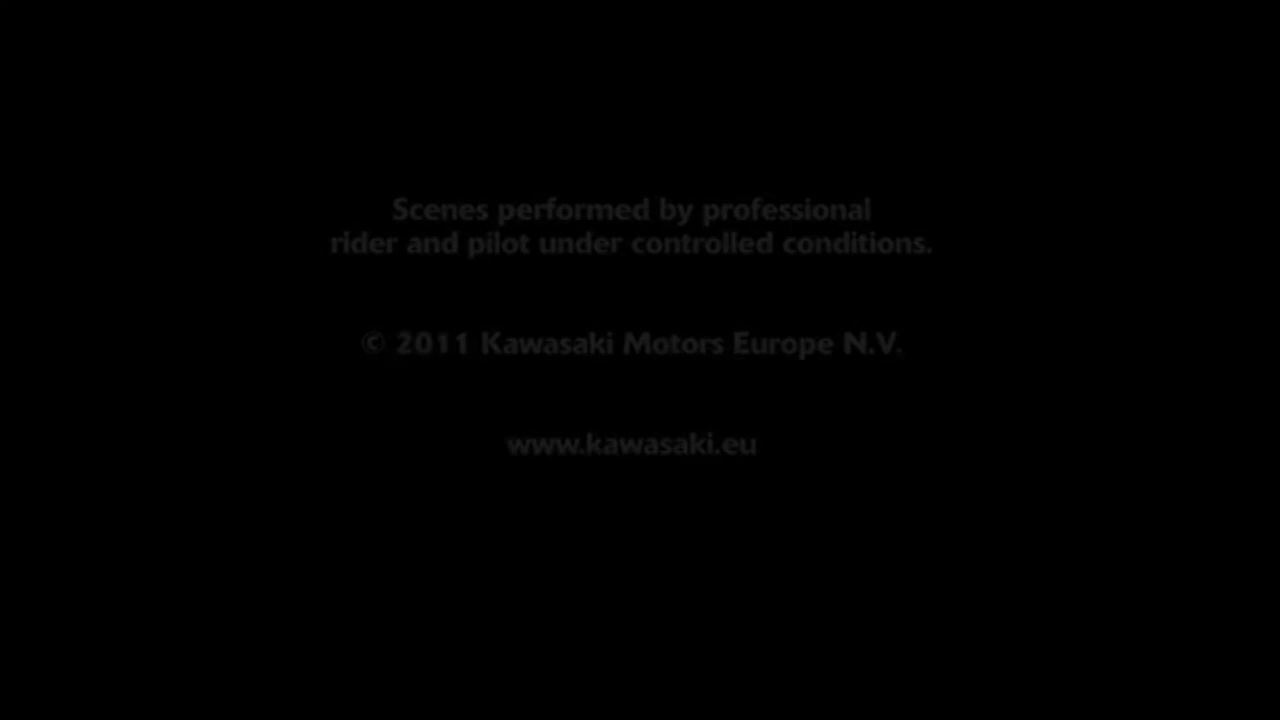 Scenes performed by professional
rider and pilot under controlled conditions.
© 2011 Kawasaki Motors Europe N.V.
www.kawasaki.eu